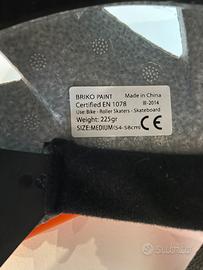 BRIKO PAINT Made in China
Certified EN 1078 III-2014
Use: Bike - Roller Skaters - Skateboard
Weight: 225gr
SIZE:MEDIUM(54-58cm) CE
subito